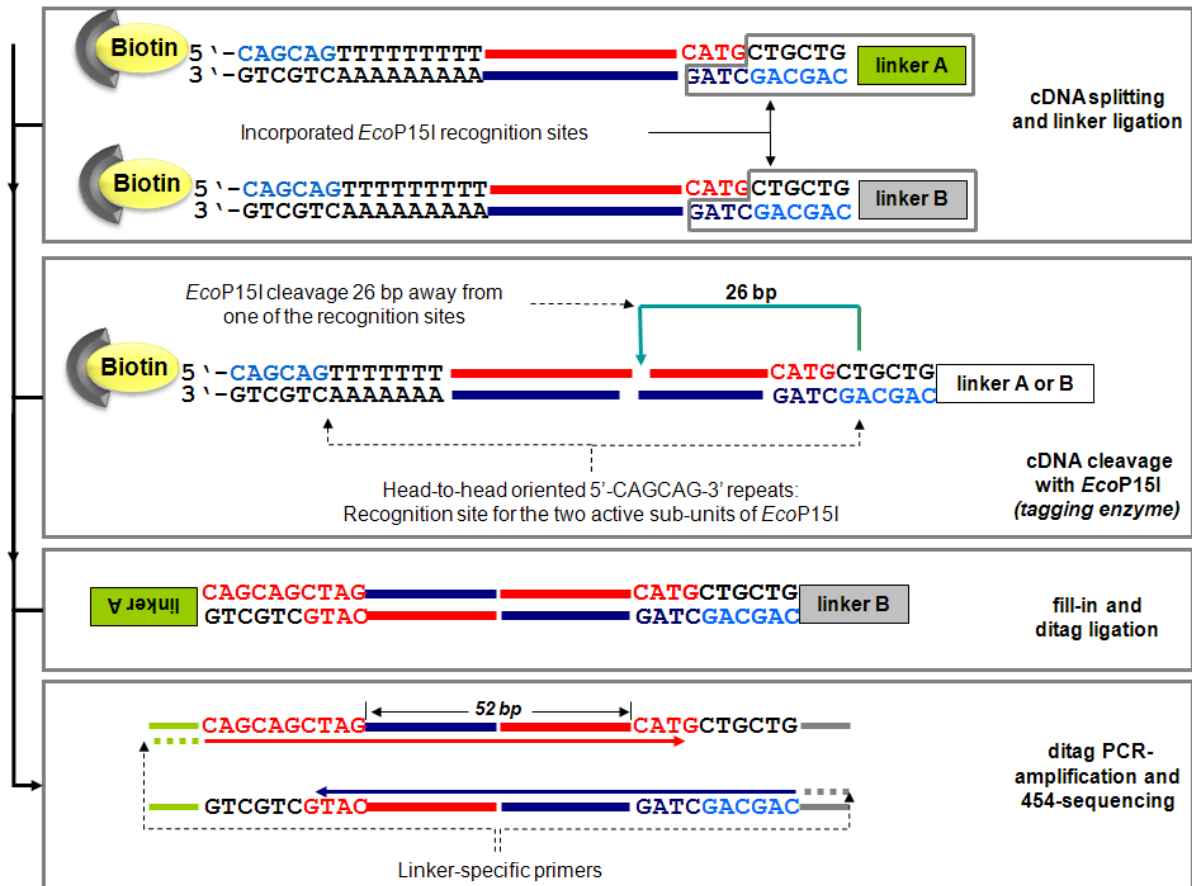 Biotin
5 ‘-CAGCAGTTTTTTTTT
CATGCTGCTG
3‘-GTCGTCAAAAAAAAA
GATCGACGAC
linker A
cDNA splitting
and linker ligation
Incorporated EcoP15I recognition sites
Biotin
5 ‘-CAGCAGTTTTTTTTT
CATGCTGCTG
3‘-GTCGTCAAAAAAAAA
GATCGACGAC
linker B
EcoP15I cleavage 26 bp away from
one of the recognition sites
26 bp
Biotin
5 ‘-CAGCAGTTTTTTT
CATGCTGCTG
3‘-GTCGTCAAAAAAA
GATCGACGAC
linker A or B
Head-to-head oriented 5’-CAGCAG-3’ repeats:
Recognition site for the two active sub-units of EcoP15I
cDNA cleavage
with EcoP15I
(tagging enzyme)
linker A
CAGCAGCTAG
CATGCTGCTG
GTCGTCGTAC
GATCGACGAC
linker B
fill-in and
ditag ligation
52 bp
CAGCAGCTAG
CATGCTGCTG
GTCGTCGTAC
GATCGACGAC
Linker-specific primers
ditag PCR-
amplification and
454-sequencing